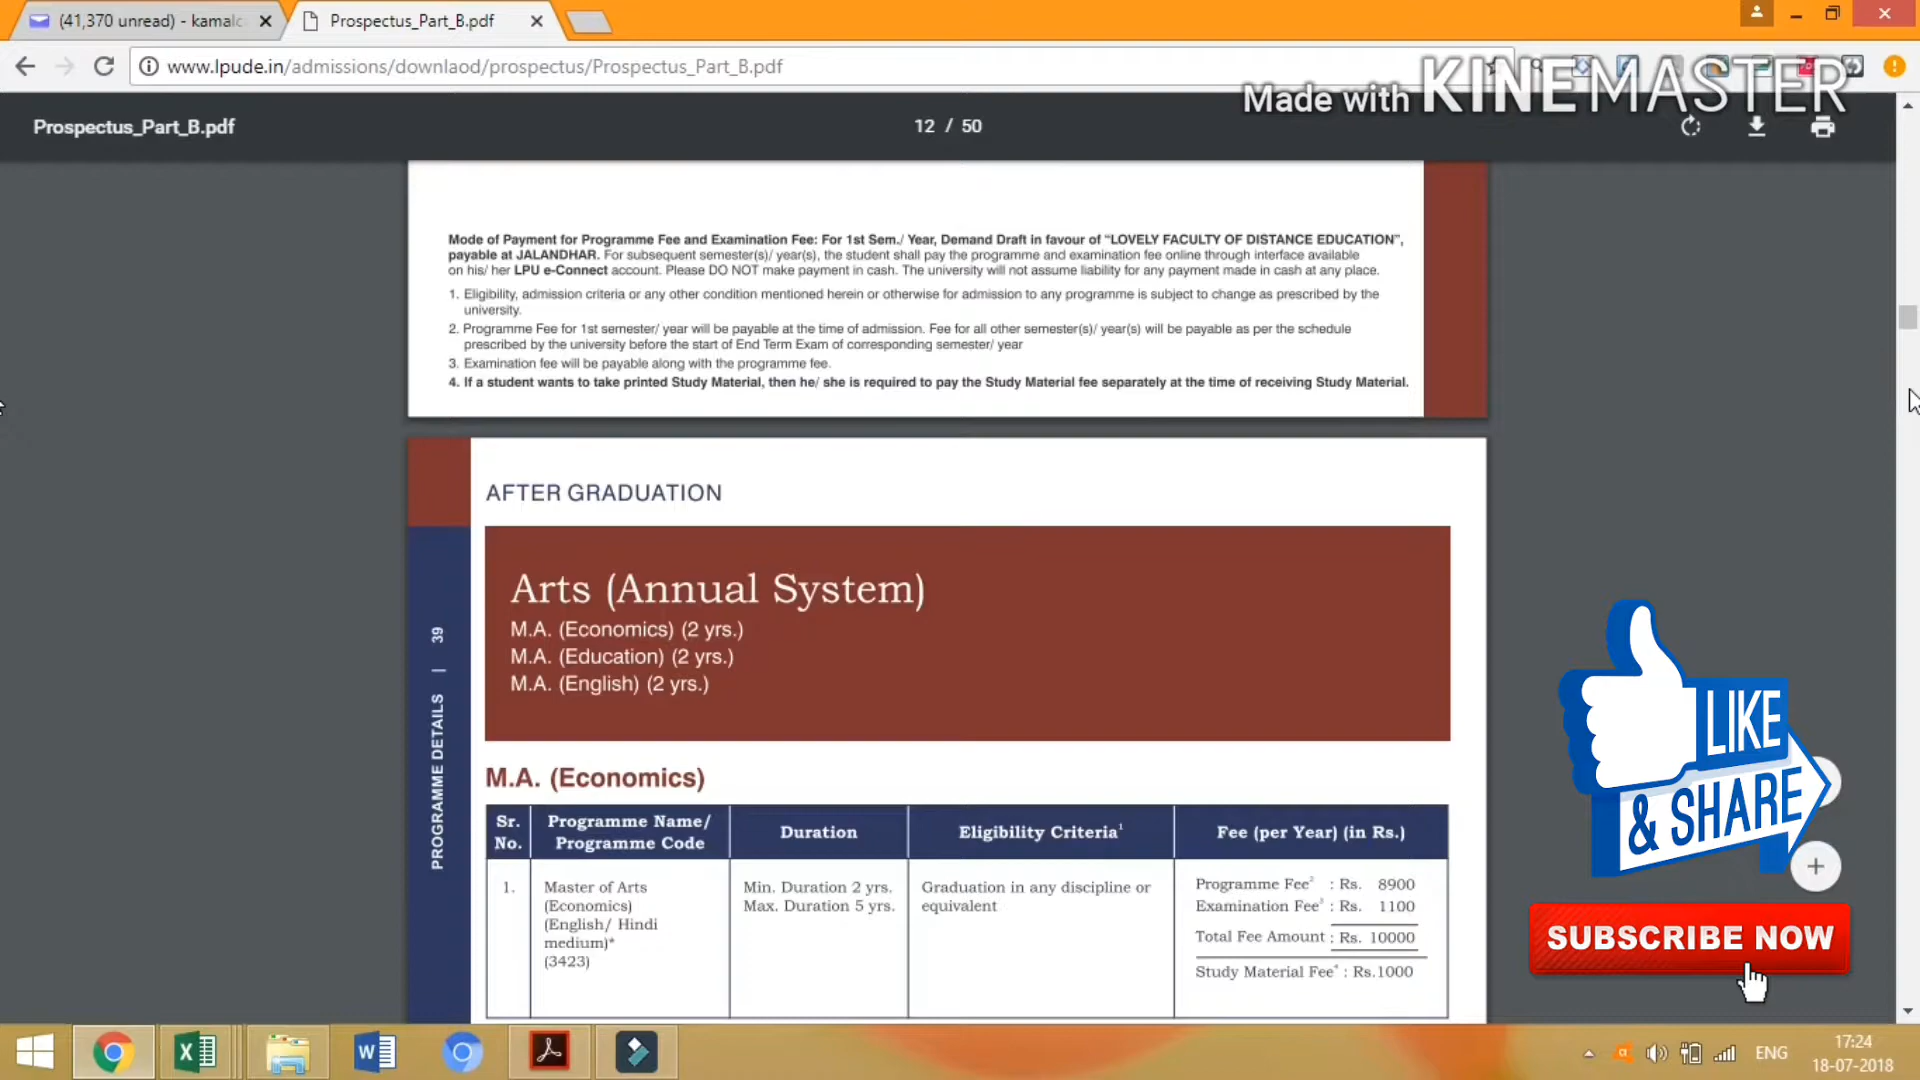 (41,370 unread) - kamalc
Prospectus_Part_B.pdf
www.lpude.in/admissions/downlaod/prospectus/Prospectus_Part_B.pdf
Made with KINEMASTER
Prospectus_Part_B.pdf
12 / 50
Mode of Payment for Programme Fee and Examination Fee: For 1st Sem./ Year, Demand Draft in favour of “LOVELY FACULTY OF DISTANCE EDUCATION”,
payable at JALANDHAR. For subsequent semester(s)/ year(s), the student shall pay the programme and examination fee online through interface available
on his/ her LPU e-Connect account. Please DO NOT make payment in cash. The university will not assume liability for any payment made in cash at any place.
1. Eligibility, admission criteria or any other condition mentioned herein or otherwise for admission to any programme is subject to change as prescribed by the
university.
2. Programme Fee for 1st semester/ year will be payable at the time of admission. Fee for all other semester(s)/ year(s) will be payable as per the schedule
prescribed by the university before the start of End Term Exam of corresponding semester/ year
3. Examination fee will be payable along with the programme fee.
4. If a student wants to take printed Study Material, then he/ she is required to pay the Study Material fee separately at the time of receiving Study Material.
AFTER GRADUATION
Arts (Annual System)
M.A. (Economics) (2 yrs.)
M.A. (Education) (2 yrs.)
M.A. (English) (2 yrs.)
PROGRAMME DETAILS | 39
M.A. (Economics)
Sr. No. Programme Name/ Programme Code Duration Eligibility Criteria¹ Fee (per Year) (in Rs.)
1. Master of Arts (Economics) (English/ Hindi medium)* (3423)
Min. Duration 2 yrs.
Max. Duration 5 yrs.
Graduation in any discipline or
equivalent
Programme Fee² : Rs. 8900
Examination Fee³ : Rs. 1100
Total Fee Amount : Rs. 10000
Study Material Fee⁴ : Rs.1000
LIKE
& SHARE
SUBSCRIBE NOW
ENG
17:24
18-07-2018